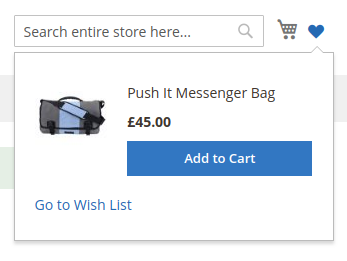 Search entire store here...
Push It Messenger Bag
£45.00
Add to Cart
Go to Wish List